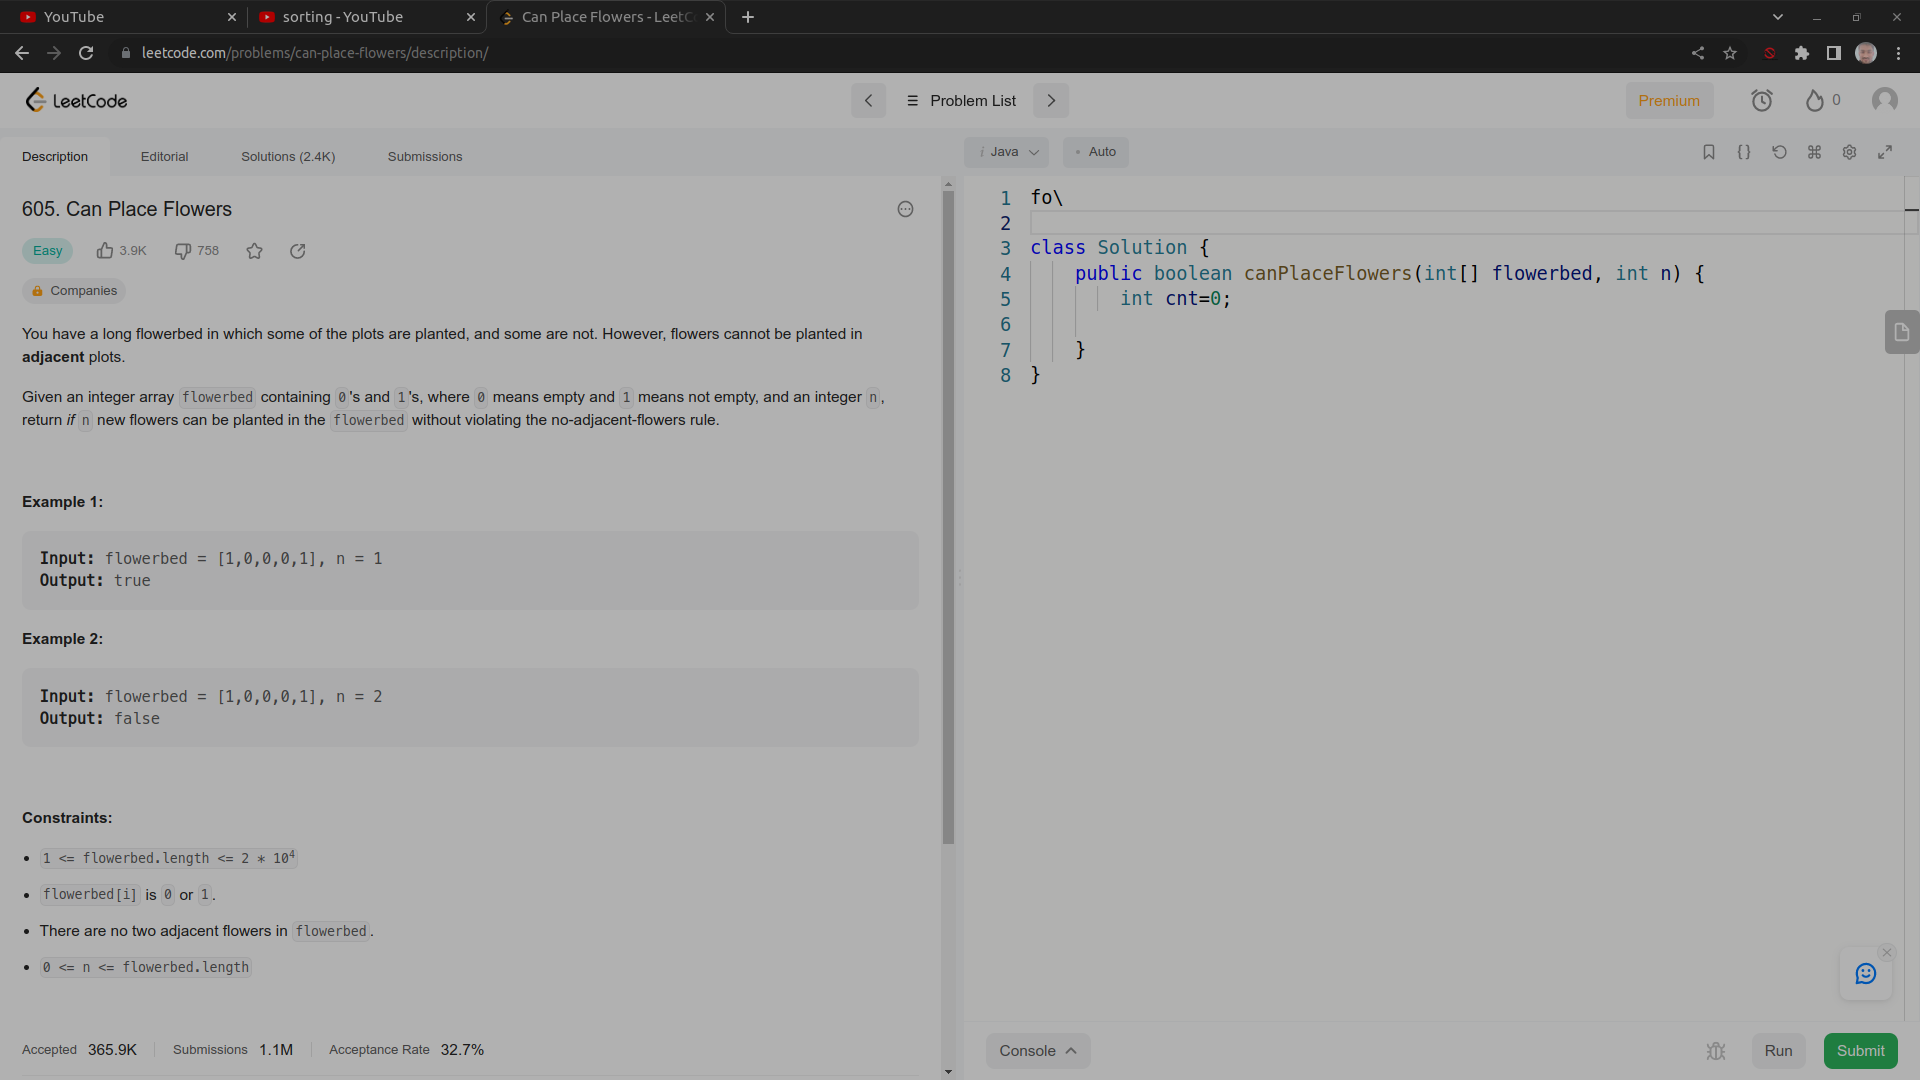 YouTube
sorting - YouTube
Can Place Flowers - LeetC
leetcode.com/problems/can-place-flowers/description/
LeetCode
Problem List
Premium
0
Description
Editorial
Solutions (2.4K)
Submissions
i Java
Auto
605. Can Place Flowers
Easy
3.9K
758
Companies
You have a long flowerbed in which some of the plots are planted, and some are not. However, flowers cannot be planted in
adjacent plots.
Given an integer array flowerbed containing 0's and 1's, where 0 means empty and 1 means not empty, and an integer n,
return if n new flowers can be planted in the flowerbed without violating the no-adjacent-flowers rule.
Example 1:
Input: flowerbed = [1,0,0,0,1], n = 1
Output: true
Example 2:
Input: flowerbed = [1,0,0,0,1], n = 2
Output: false
Constraints:
• 1 <= flowerbed.length <= 2 * 10⁴
• flowerbed[i] is 0 or 1.
• There are no two adjacent flowers in flowerbed.
• 0 <= n <= flowerbed.length
Accepted 365.9K
Submissions 1.1M
Acceptance Rate 32.7%
1 fo\
2
3 class Solution {
4 public boolean canPlaceFlowers(int[] flowerbed, int n) {
5 int cnt=0;
6
7 }
8 }
Console
Run
Submit